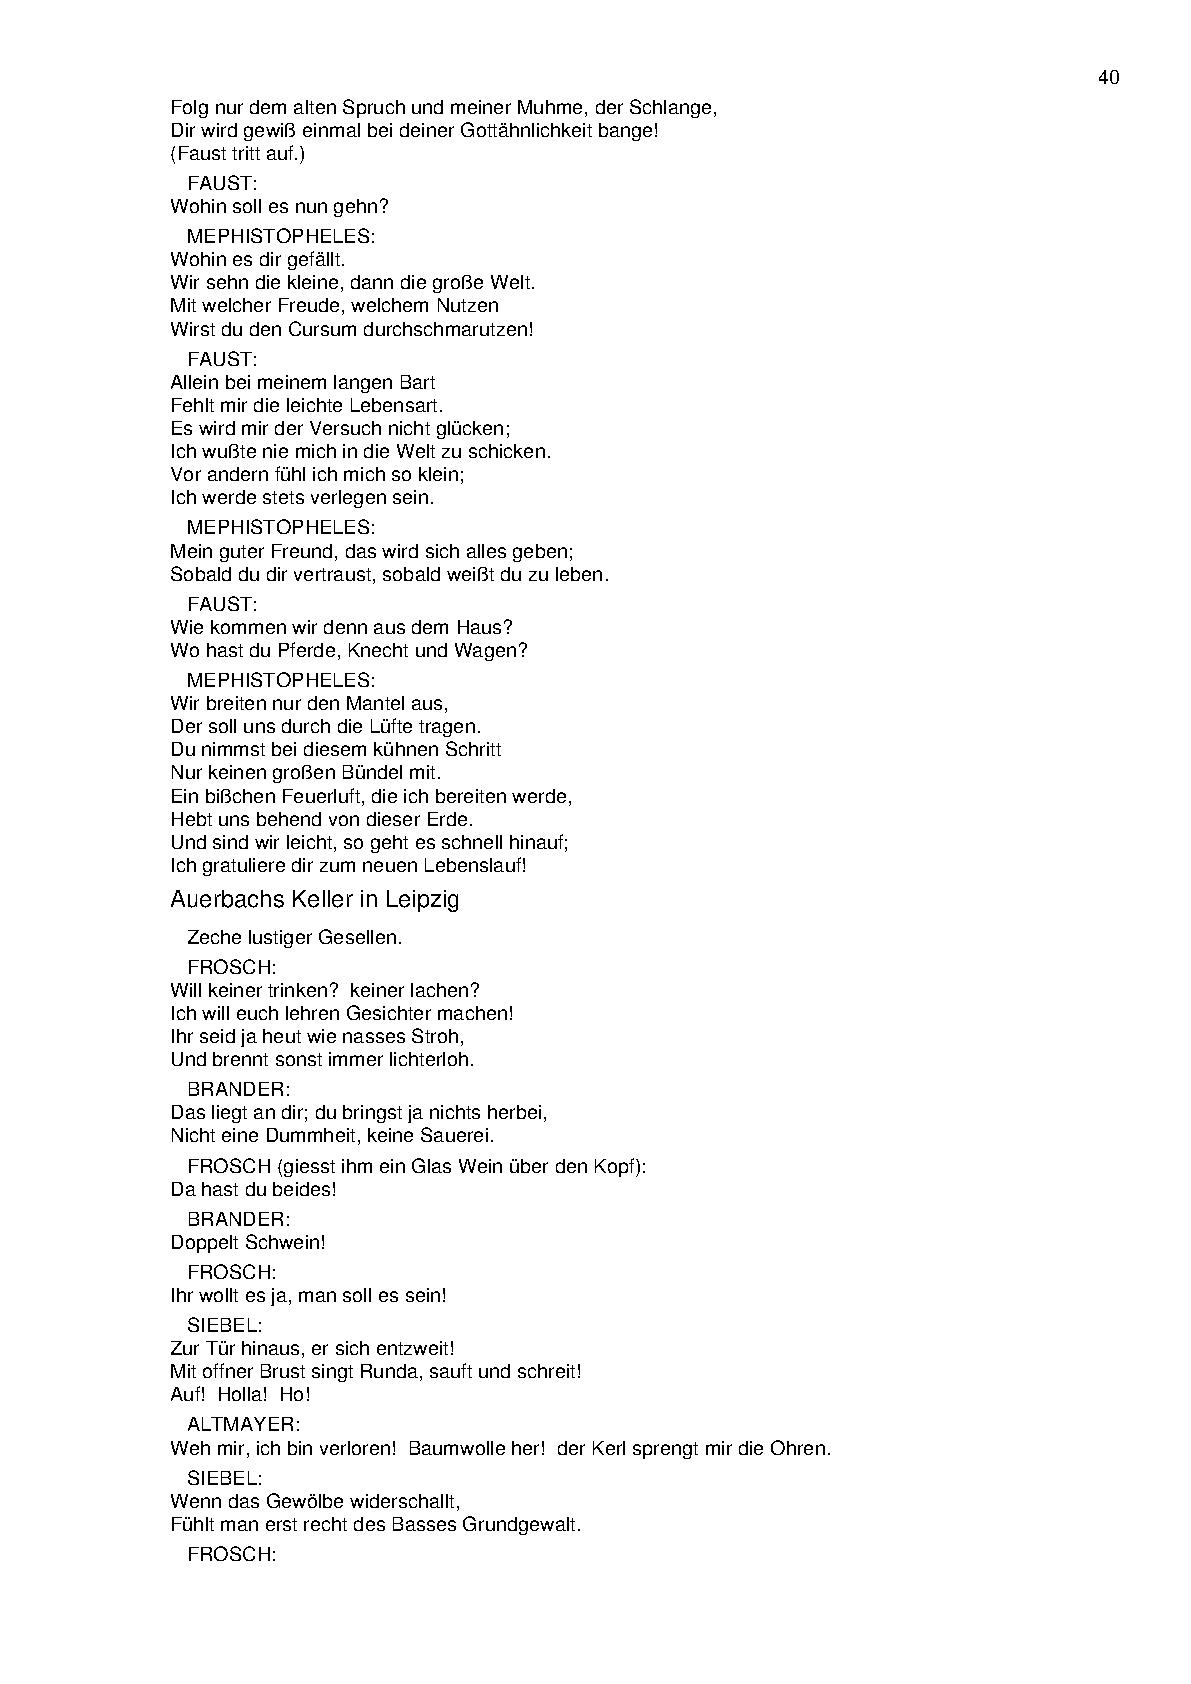 40
Folg nur dem alten Spruch und meiner Muhme, der Schlange,
Dir wird gewiß einmal bei deiner Gottähnlichkeit bange!
(Faust tritt auf.)
FAUST:
Wohin soll es nun gehn?
MEPHISTOPHELES:
Wohin es dir gefällt.
Wir sehn die kleine, dann die große Welt.
Mit welcher Freude, welchem Nutzen
Wirst du den Cursum durchschmarutzen!
FAUST:
Allein bei meinem langen Bart
Fehlt mir die leichte Lebensart.
Es wird mir der Versuch nicht glücken;
Ich wußte nie mich in die Welt zu schicken.
Vor andern fühl ich mich so klein;
Ich werde stets verlegen sein.
MEPHISTOPHELES:
Mein guter Freund, das wird sich alles geben;
Sobald du dir vertraust, sobald weißt du zu leben.
FAUST:
Wie kommen wir denn aus dem Haus?
Wo hast du Pferde, Knecht und Wagen?
MEPHISTOPHELES:
Wir breiten nur den Mantel aus,
Der soll uns durch die Lüfte tragen.
Du nimmst bei diesem kühnen Schritt
Nur keinen großen Bündel mit.
Ein bißchen Feuerluft, die ich bereiten werde,
Hebt uns behend von dieser Erde.
Und sind wir leicht, so geht es schnell hinauf;
Ich gratuliere dir zum neuen Lebenslauf!
Auerbachs Keller in Leipzig
Zeche lustiger Gesellen.
FROSCH:
Will keiner trinken?  keiner lachen?
Ich will euch lehren Gesichter machen!
Ihr seid ja heut wie nasses Stroh,
Und brennt sonst immer lichterloh.
BRANDER:
Das liegt an dir; du bringst ja nichts herbei,
Nicht eine Dummheit, keine Sauerei.
FROSCH (giesst ihm ein Glas Wein über den Kopf):
Da hast du beides!
BRANDER:
Doppelt Schwein!
FROSCH:
Ihr wollt es ja, man soll es sein!
SIEBEL:
Zur Tür hinaus, er sich entzweit!
Mit offner Brust singt Runda, sauft und schreit!
Auf!  Holla!  Ho!
ALTMAYER:
Weh mir, ich bin verloren!  Baumwolle her!  der Kerl sprengt mir die Ohren.
SIEBEL:
Wenn das Gewölbe widerschallt,
Fühlt man erst recht des Basses Grundgewalt.
FROSCH: